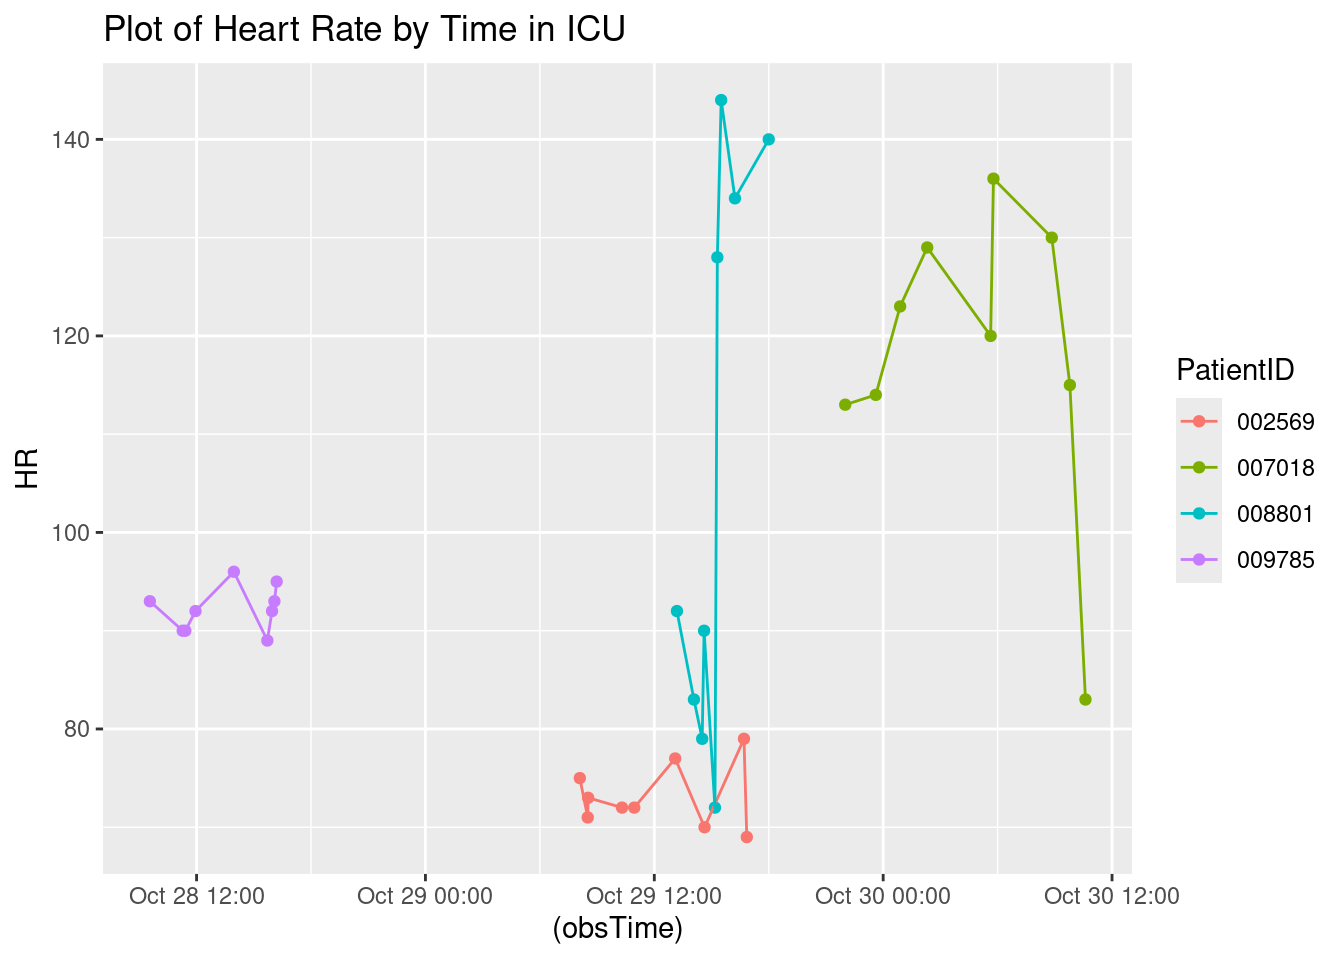 Plot of Heart Rate by Time in ICU
140
120
100
80
HR
Oct 28 12:00
Oct 29 00:00
Oct 29 12:00
Oct 30 00:00
Oct 30 12:00
(obsTime)
PatientID
002569
007018
008801
009785